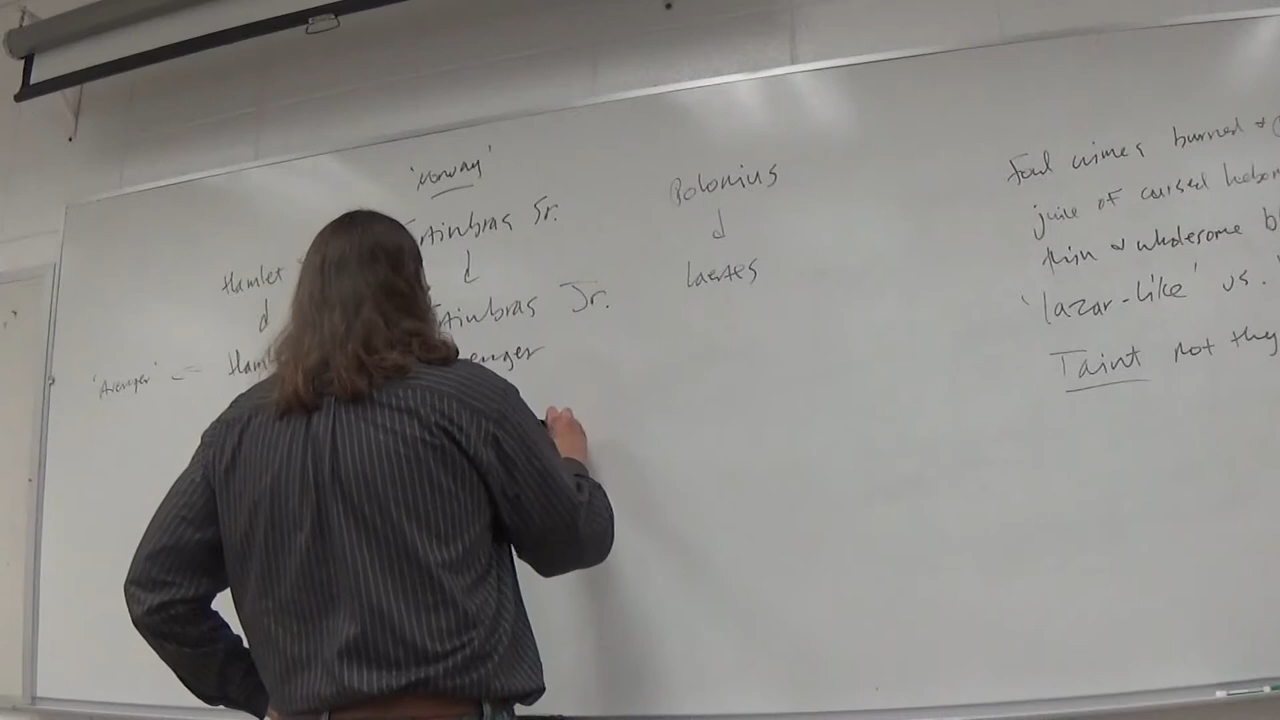 'Norway'
Fortinbras Sr.
Polonius
Hamlet
Laertes
Fortinbras Jr.
'Avenger' Hamlet
Avenger
foul crimes burned &
juice of cursed hebon
thin & wholesome b
'lazar-like' vs.
Taint not thy